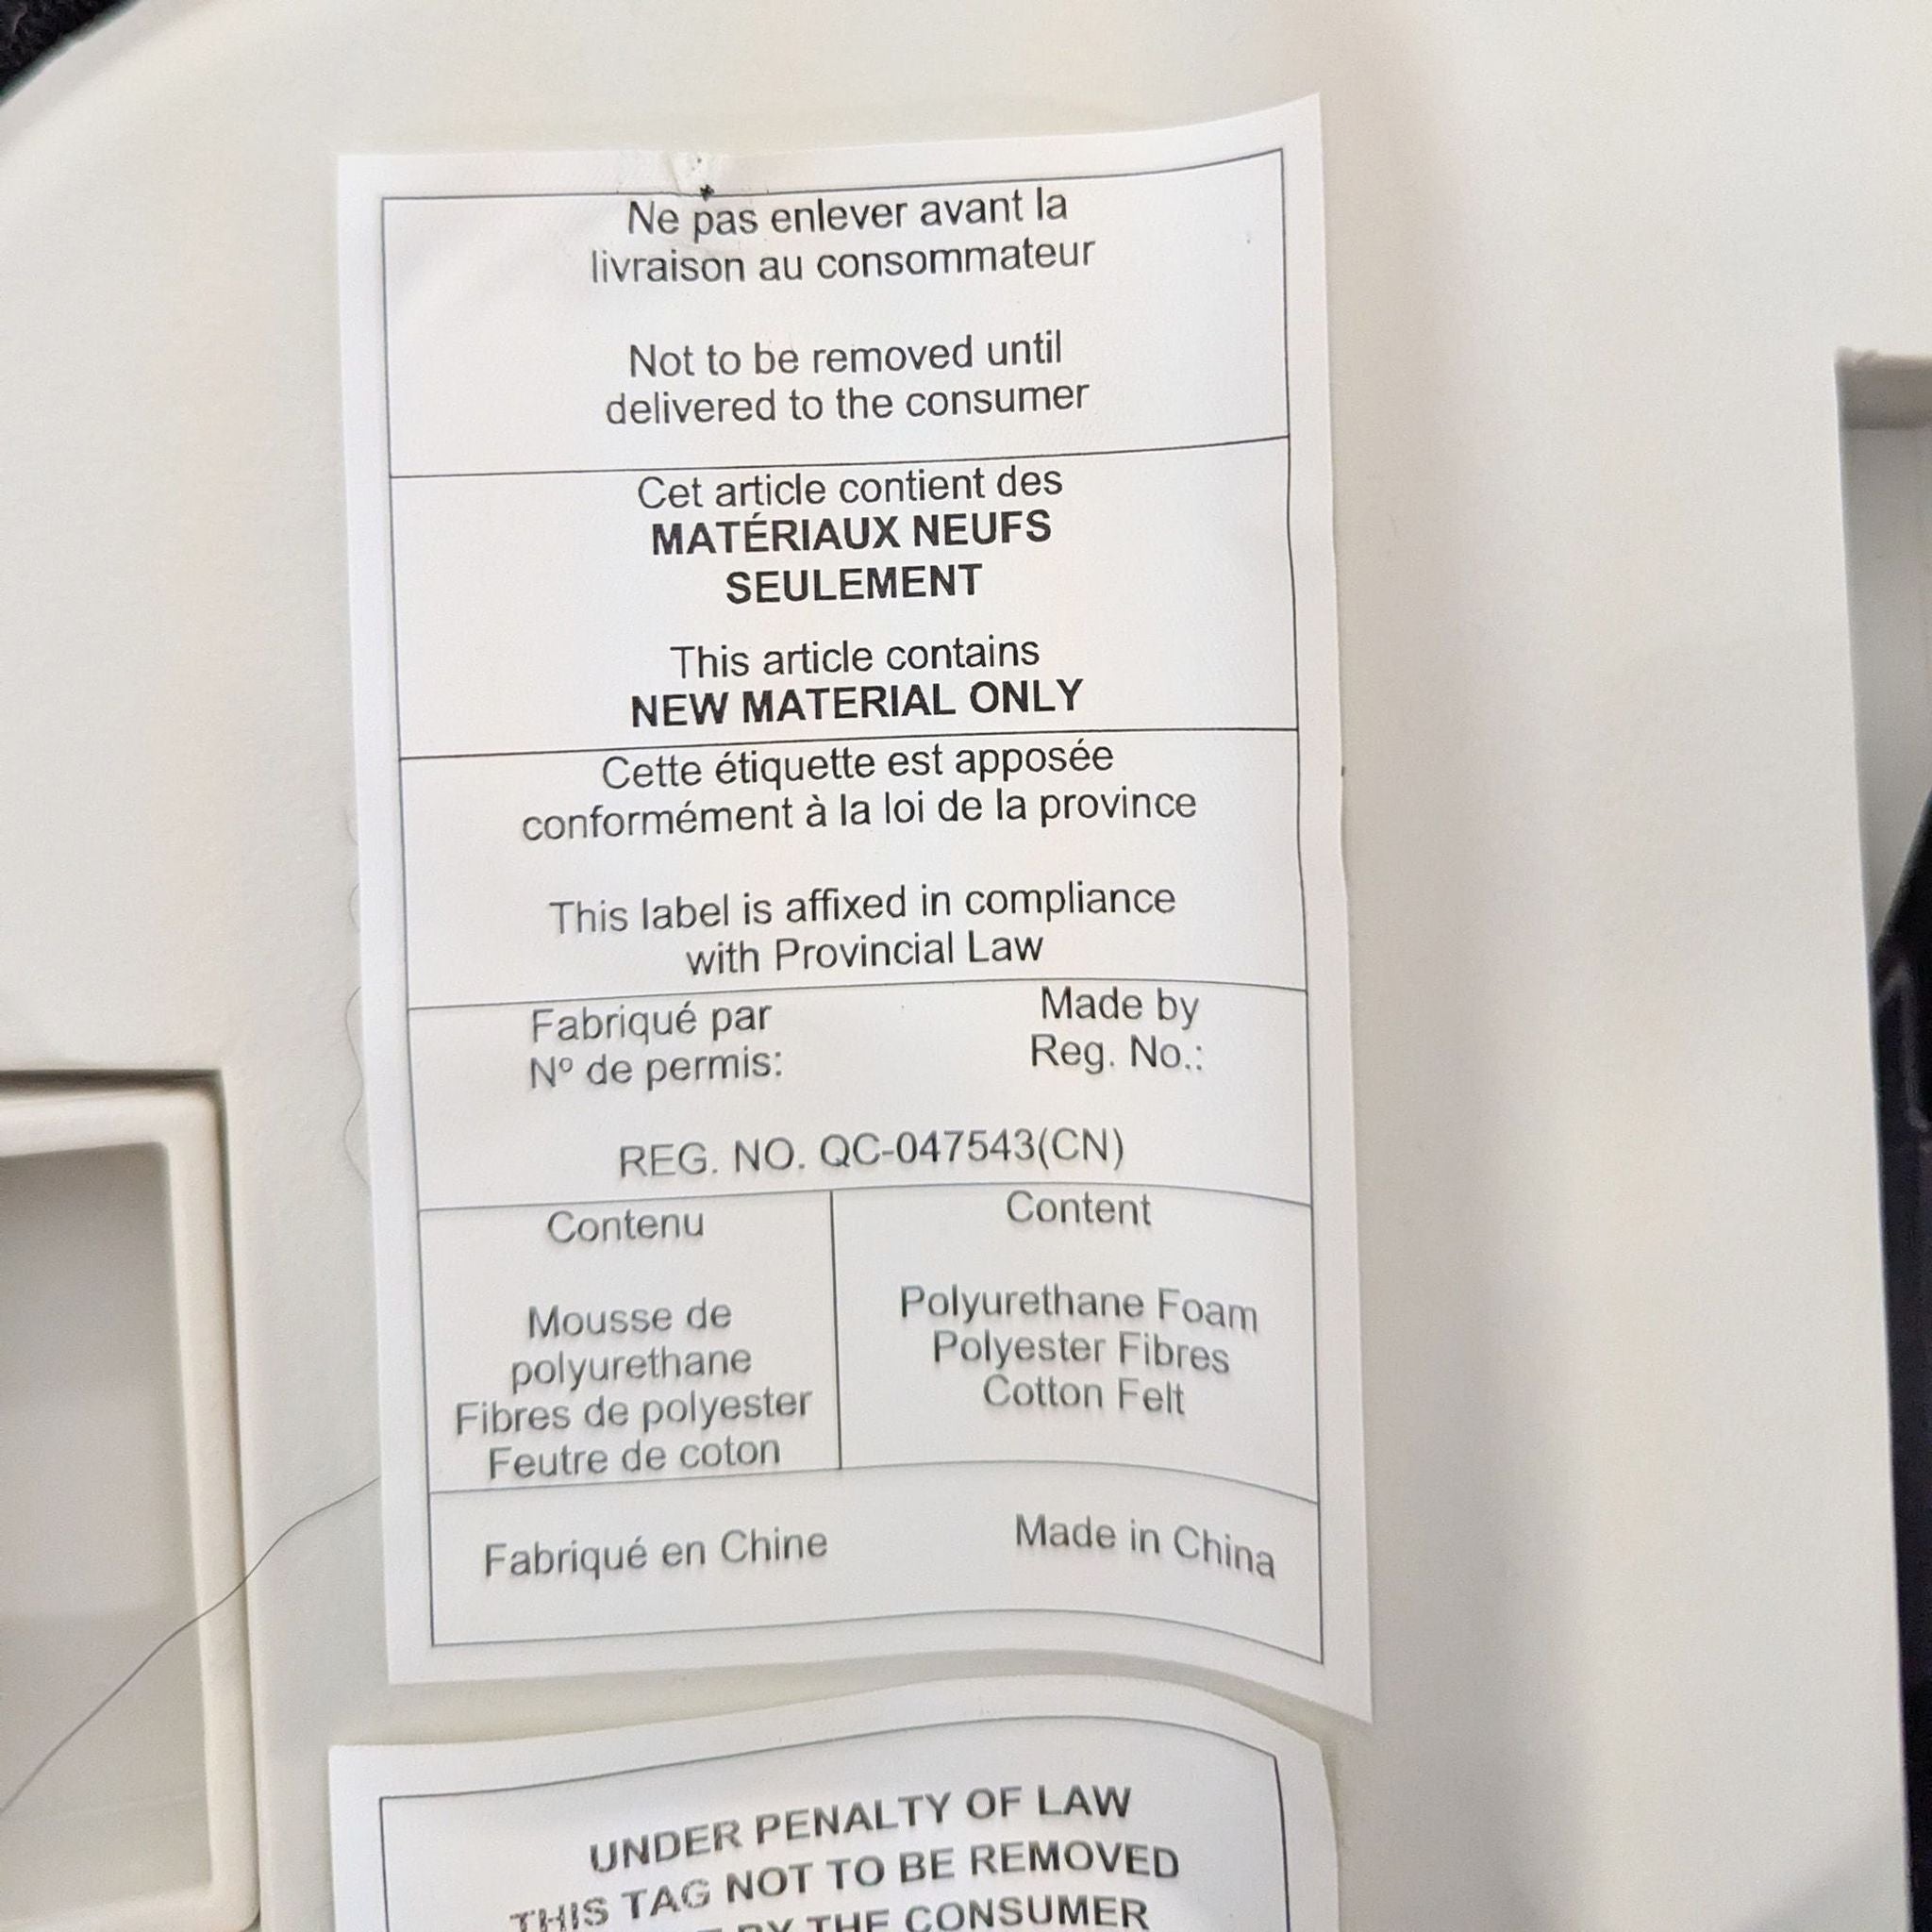 Ne pas enlever avant la
livraison au consommateur
Not to be removed until
delivered to the consumer
Cet article contient des
MATÉRIAUX NEUFS
SEULEMENT
This article contains
NEW MATERIAL ONLY
Cette étiquette est apposée
conformément à la loi de la province
This label is affixed in compliance
with Provincial Law
Fabriqué par
Nº de permis:
Made by
Reg. No.:
REG. NO. QC-047543(CN)
Contenu
Mousse de
polyurethane
Fibres de polyester
Feutre de coton
Content
Polyurethane Foam
Polyester Fibres
Cotton Felt
Fabriqué en Chine
Made in China
UNDER PENALTY OF LAW
THIS TAG NOT TO BE REMOVED
BY THE CONSUMER